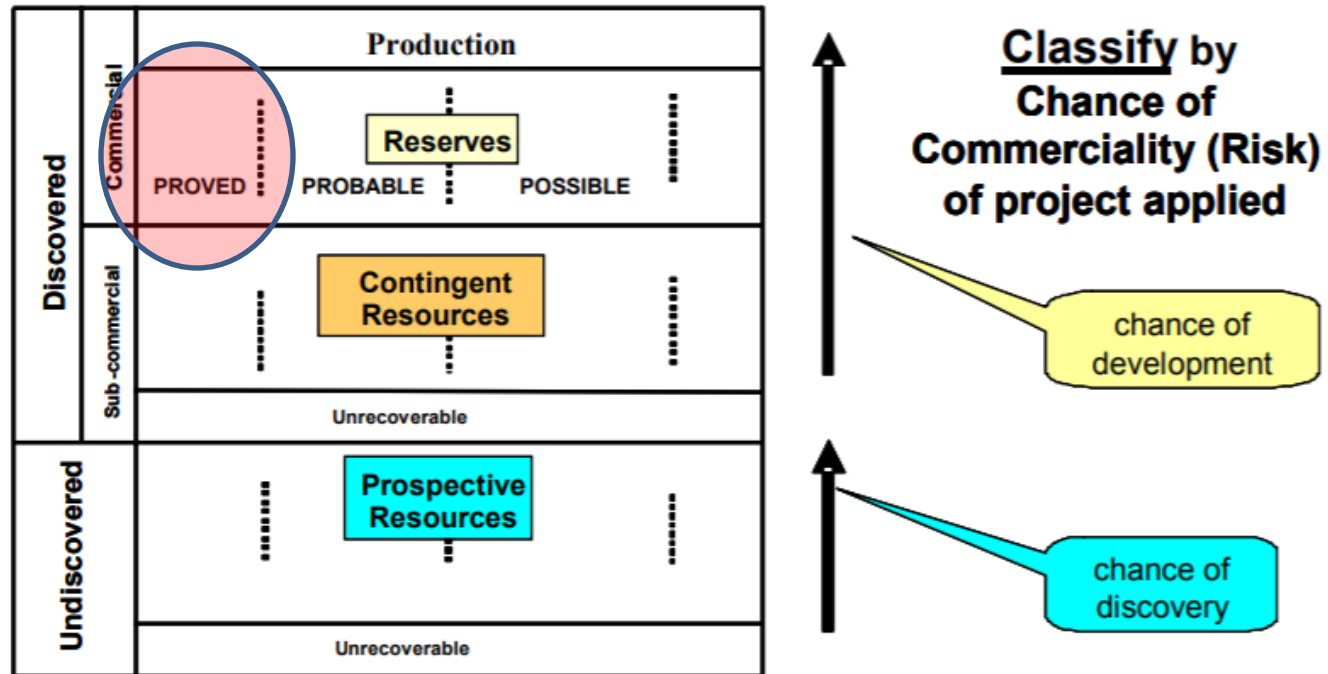 Production
Discovered
Commercial
Reserves
PROVED PROBABLE POSSIBLE
Sub-commercial
Contingent
Resources
Unrecoverable
Undiscovered
Prospective
Resources
Unrecoverable
Classify by
Chance of
Commerciality (Risk)
of project applied
chance of
development
chance of
discovery